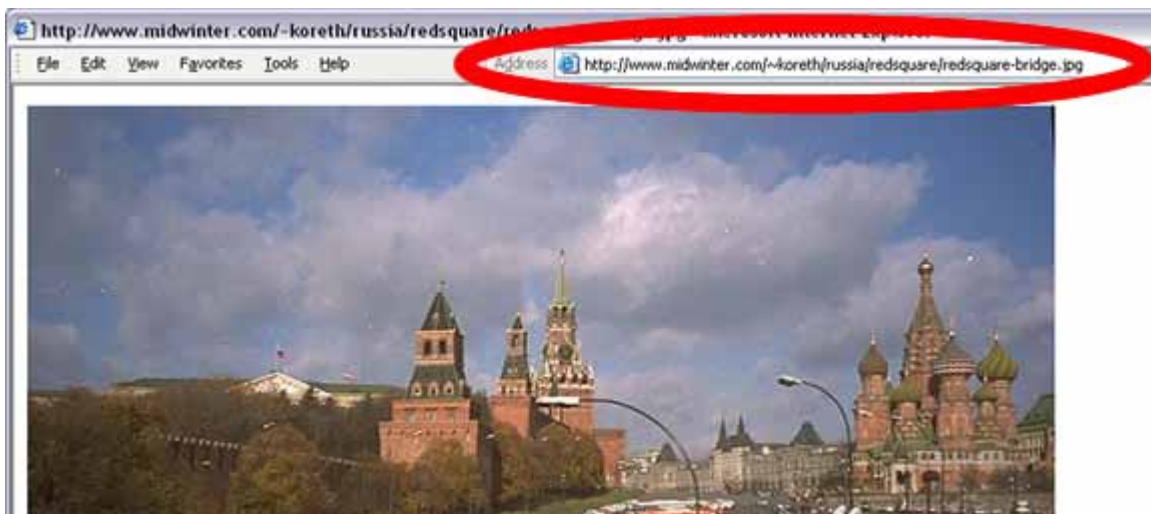 http://www.midwinter.com/~koreth/russia/redsquare/
File Edit View Favorites Tools Help Address http://www.midwinter.com/~koreth/russia/redsquare/redsquare-bridge.jpg